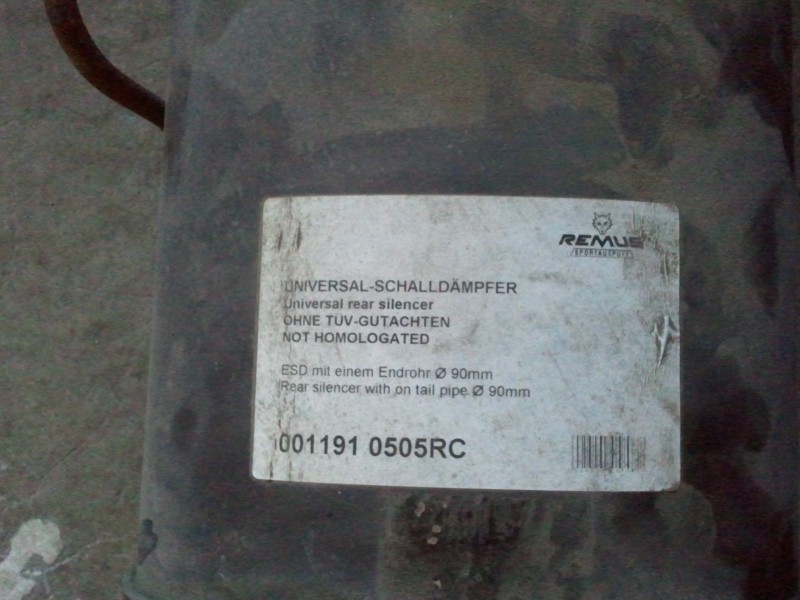 REMUS
SPORTAUSPUFF
UNIVERSAL-SCHALLDÄMPFER
Universal rear silencer
OHNE TÜV-GUTACHTEN
NOT HOMOLOGATED
ESD mit einem Endrohr Ø 90mm
Rear silencer with on tail pipe Ø 90mm
001191 0505RC